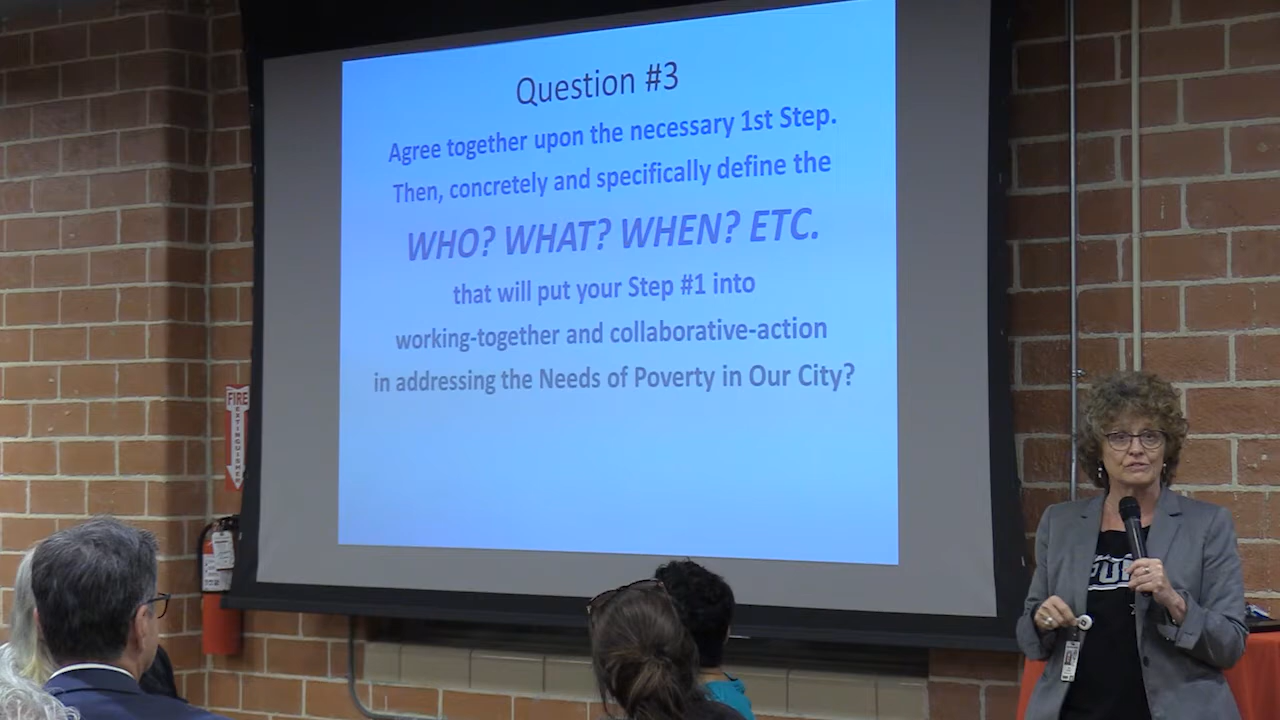 Question #3
Agree together upon the necessary 1st Step.
Then, concretely and specifically define the
WHO? WHAT? WHEN? ETC.
that will put your Step #1 into
working-together and collaborative-action
in addressing the Needs of Poverty in Our City?
FIRE
EXTINGUISHER